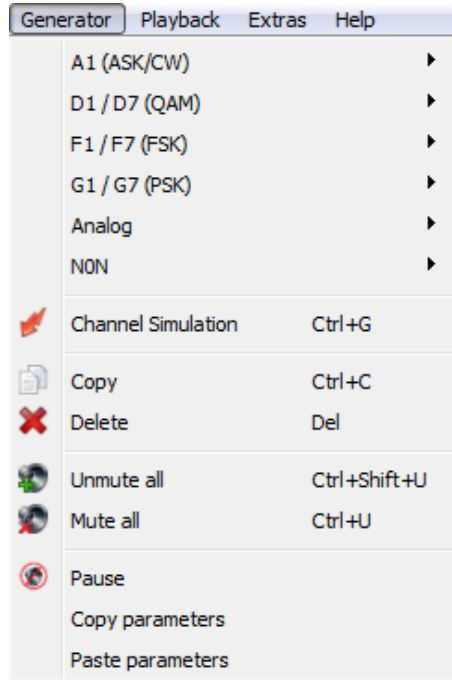 Generator Playback Extras Help
A1 (ASK/CW)
D1 / D7 (QAM)
F1 / F7 (FSK)
G1 / G7 (PSK)
Analog
N0N
Channel Simulation Ctrl+G
Copy Ctrl+C
Delete Del
Unmute all Ctrl+Shift+U
Mute all Ctrl+U
Pause
Copy parameters
Paste parameters